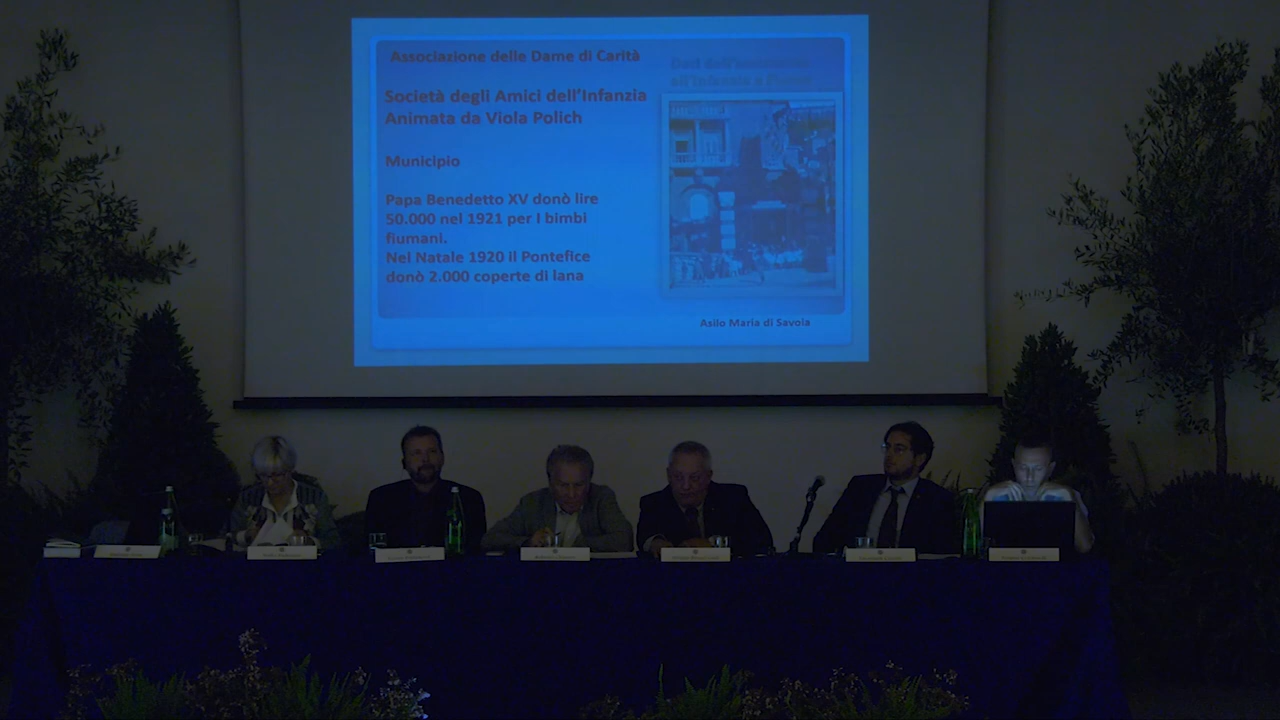 Associazione delle Dame di Carità
Società degli Amici dell'Infanzia
Animata da Viola Polich
Municipio
Papa Benedetto XV donò lire
50.000 nel 1921 per I bimbi
fiumani.
Nel Natale 1920 il Pontefice
donò 2.000 coperte di lana
Asilo Maria di Savoia